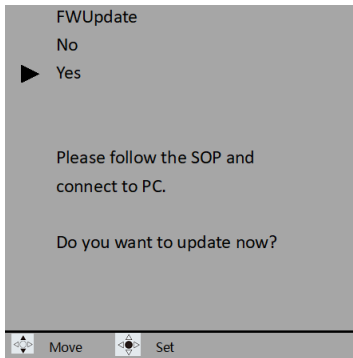 FWUpdate
No
Yes
Please follow the SOP and
connect to PC.
Do you want to update now?
Move Set